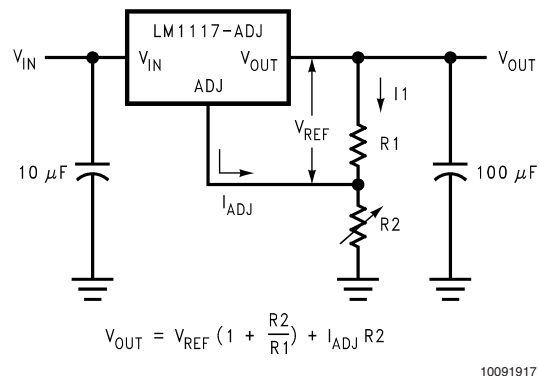 LM1117-ADJ
V_IN
V_IN
V_OUT
V_OUT
ADJ
I1
V_REF
R1
10 µF
100 µF
I_ADJ
R2
V_OUT = V_REF (1 + R2/R1) + I_ADJ R2
10091917